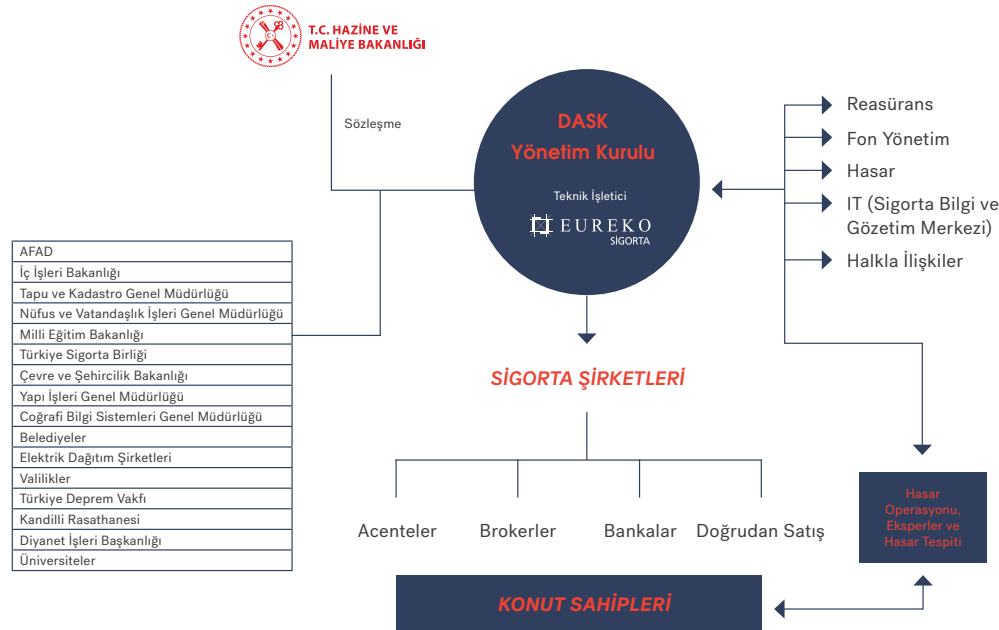 T.C. HAZİNE VE
MALİYE BAKANLIĞI
Sözleşme
DASK
Yönetim Kurulu
Teknik İşletici
EUREKO
SİGORTA
Reasürans
Fon Yönetim
Hasar
IT (Sigorta Bilgi ve
Gözetim Merkezi)
Halkla İlişkiler
AFAD
İç İşleri Bakanlığı
Tapu ve Kadastro Genel Müdürlüğü
Nüfus ve Vatandaşlık İşleri Genel Müdürlüğü
Milli Eğitim Bakanlığı
Türkiye Sigorta Birliği
Çevre ve Şehircilik Bakanlığı
Yapı İşleri Genel Müdürlüğü
Coğrafi Bilgi Sistemleri Genel Müdürlüğü
Belediyeler
Elektrik Dağıtım Şirketleri
Valilikler
Türkiye Deprem Vakfı
Kandilli Rasathanesi
Diyanet İşleri Başkanlığı
Üniversiteler
SİGORTA ŞİRKETLERİ
Acenteler
Brokerler
Bankalar
Doğrudan Satış
Hasar
Operasyonu,
Eksperler ve
Hasar Tespiti
KONUT SAHİPLERİ